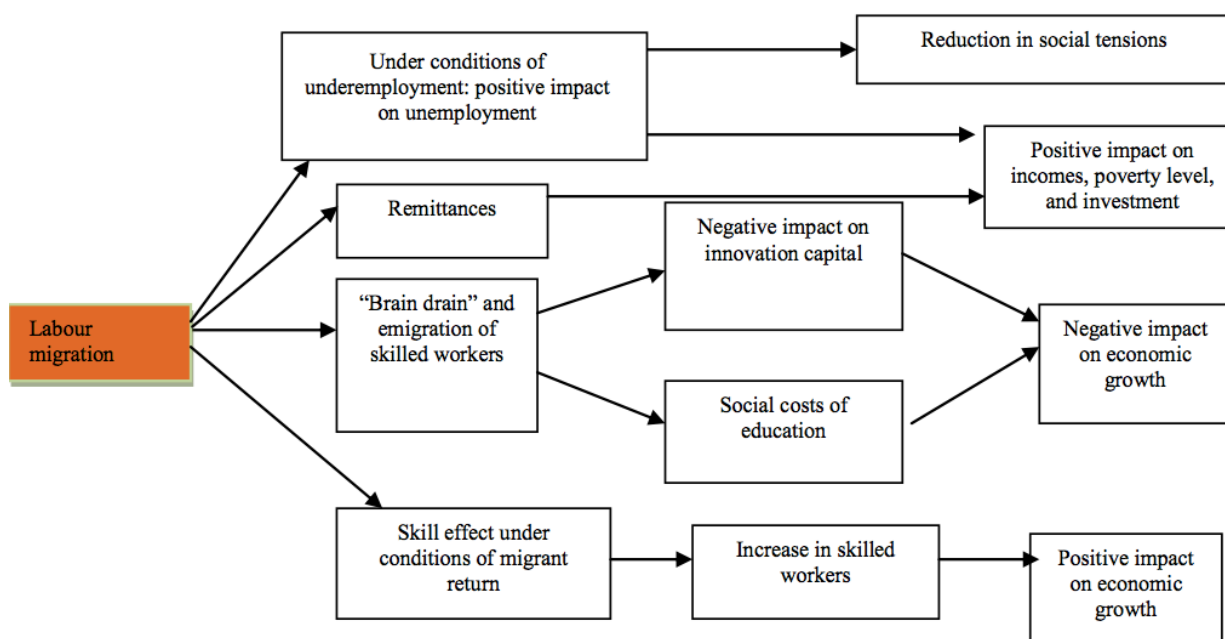 Reduction in social tensions
Under conditions of
underemployment: positive impact
on unemployment
Positive impact on
incomes, poverty level,
and investment
Remittances
Negative impact on
innovation capital
“Brain drain” and
emigration of
skilled workers
Labour
migration
Negative impact
on economic
growth
Social costs of
education
Skill effect under
conditions of migrant
return
Increase in skilled
workers
Positive impact
on economic
growth